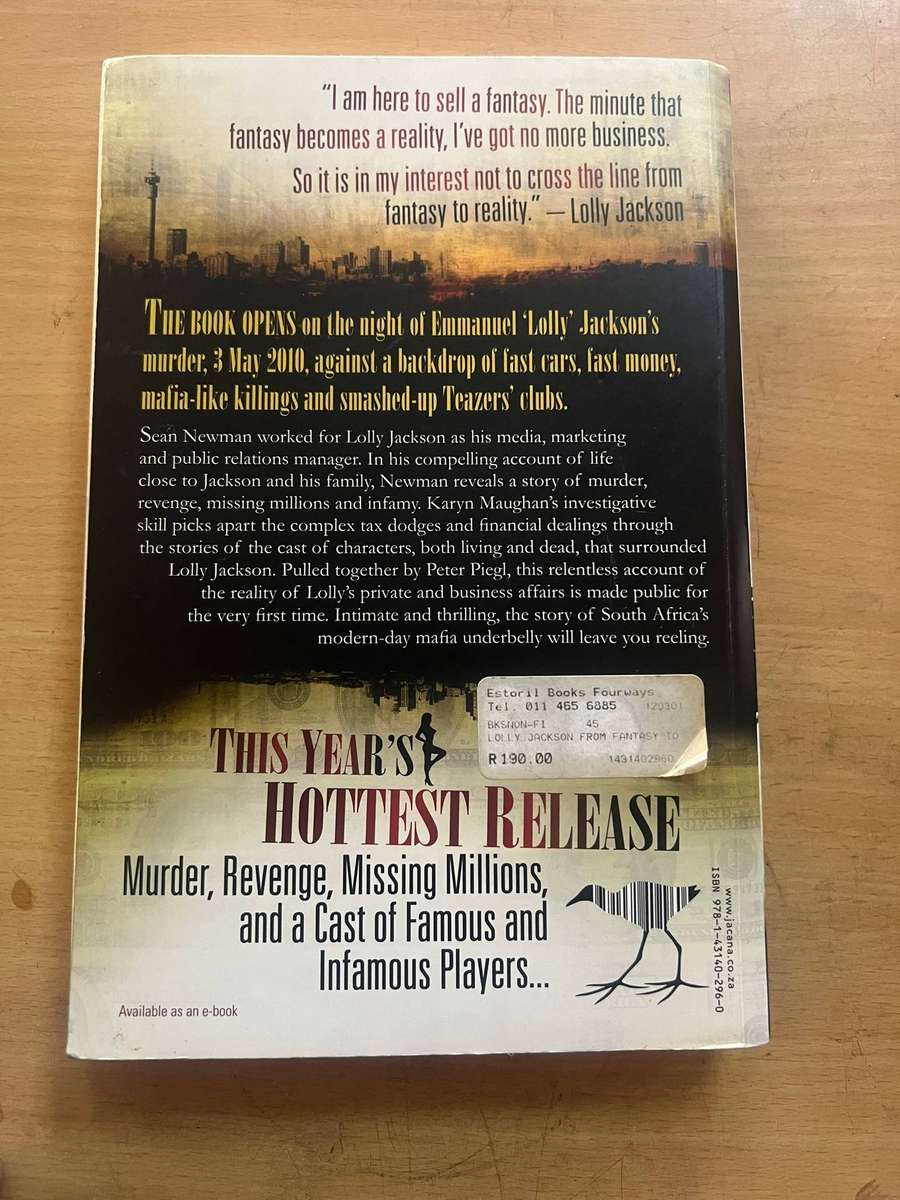 "I am here to sell a fantasy. The minute that
fantasy becomes a reality, I've got no more business.
So it is in my interest not to cross the line from
fantasy to reality." – Lolly Jackson
THE BOOK OPENS on the night of Emmanuel 'Lolly' Jackson's
murder, 3 May 2010, against a backdrop of fast cars, fast money,
mafia-like killings and smashed-up Teazers' clubs.
Sean Newman worked for Lolly Jackson as his media, marketing
and public relations manager. In his compelling account of life
close to Jackson and his family, Newman reveals a story of murder,
revenge, missing millions and infamy. Karyn Maughan's investigative
skill picks apart the complex tax dodges and financial dealings through
the stories of the cast of characters, both living and dead, that surrounded
Lolly Jackson. Pulled together by Peter Piegl, this relentless account of
the reality of Lolly's private and business affairs is made public for
the very first time. Intimate and thrilling, the story of South Africa's
modern-day mafia underbelly will leave you reeling.
Estoril Books Fourways
Tel. 011 465 6885 120301
BKSNON-FI 45
LOLLY JACKSON FROM FANTASY TO
R190.00 1431402960
THIS YEAR'S
HOTTEST RELEASE
Murder, Revenge, Missing Millions,
and a Cast of Famous and
Infamous Players...
www.jacana.co.za
ISBN 978-1-43140-296-0
Available as an e-book